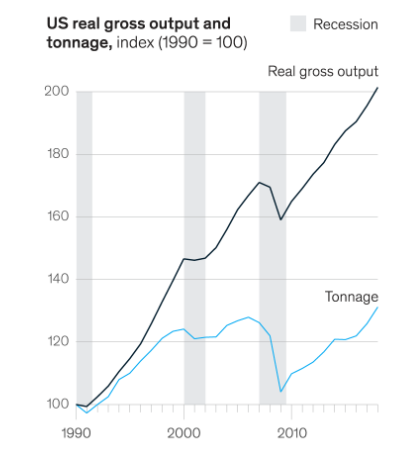 US real gross output and
tonnage, index (1990 = 100)
Recession
Real gross output
200
180
160
140
Tonnage
120
100
1990
2000
2010